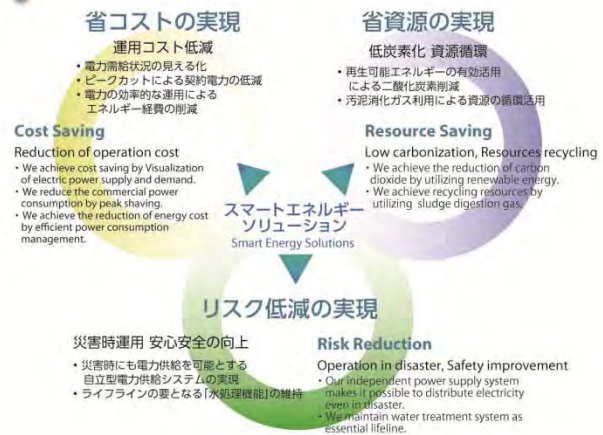 省コストの実現
運用コスト低減
• 電力需給状況の見える化
• ピークカットによる契約電力の低減
• 電力の効率的な運用による
エネルギー経費の削減
Cost Saving
Reduction of operation cost
・We achieve cost saving by Visualization
of electric power supply and demand.
・We reduce the commercial power
consumption by peak shaving.
・We achieve the reduction of energy cost
by efficient power consumption
management.
省資源の実現
低炭素化 資源循環
• 再生可能エネルギーの有効活用
による二酸化炭素削減
• 汚泥消化ガス利用による資源の循環活用
Resource Saving
Low carbonization, Resources recycling
・We achieve the reduction of carbon
dioxide by utilizing renewable energy.
・We achieve recycling resources by
utilizing sludge digestion gas.
スマートエネルギー
ソリューション
Smart Energy Solutions
リスク低減の実現
災害時運用 安心安全の向上
• 災害時にも電力供給を可能とする
自立型電力供給システムの実現
• ライフラインの要となる「水処理機能」の維持
Risk Reduction
Operation in disaster, Safety improvement
・Our independent power supply system
makes it possible to distribute electricity
even in disaster.
・We maintain water treatment system as
essential lifeline.